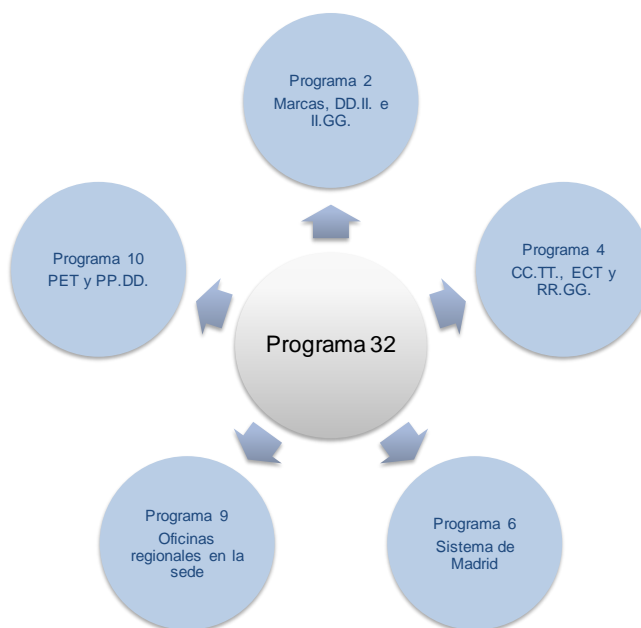 Programa 2
Marcas, DD.II. e
II.GG.
Programa 10
PET y PP.DD.
Programa 4
CC.TT., ECT y
RR.GG.
Programa 32
Programa 9
Oficinas
regionales en la
sede
Programa 6
Sistema de
Madrid